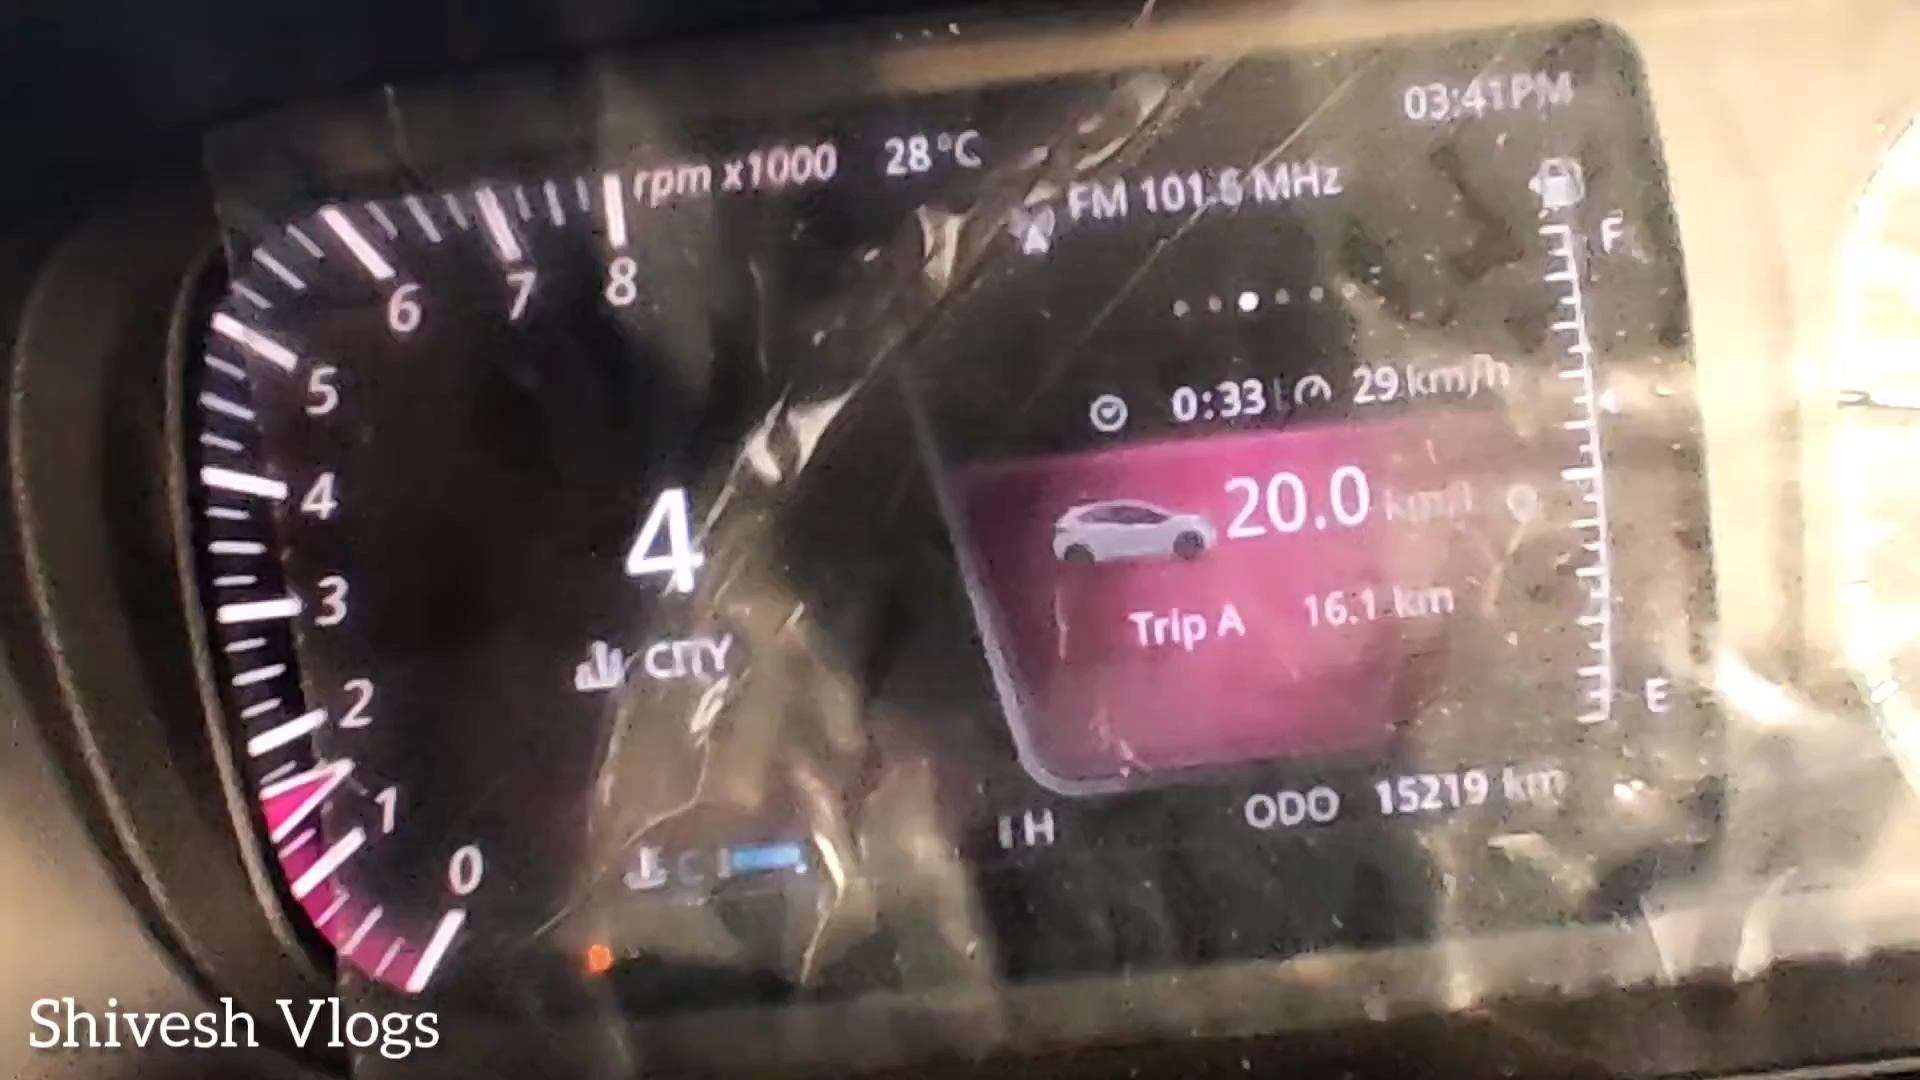 03:41PM
rpm x1000 28°C
FM 101.6 MHz
F
6 7 8
5
0:33 29 km/h
4
4
20.0 km/l
3
Trip A 16.1 km
CITY
2
E
1
ODO 15219 km
H
0
C
Shivesh Vlogs